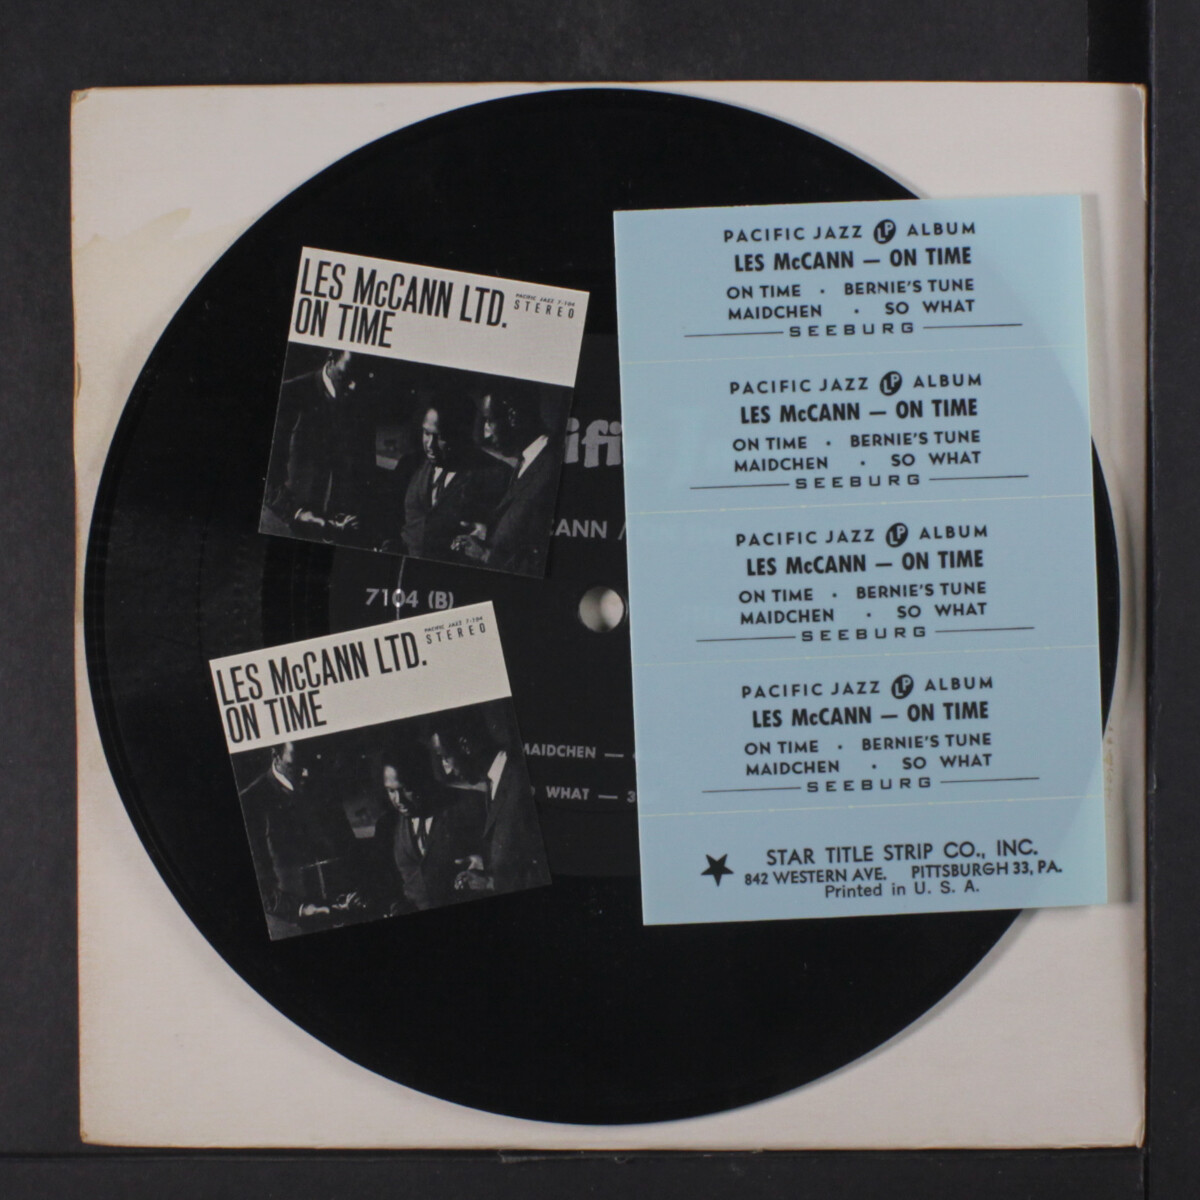 LES McCANN LTD.
ON TIME
PACIFIC JAZZ 7-104
STEREO
ifi
CANN /
7104 (B)
LES McCANN LTD.
ON TIME
PACIFIC JAZZ 7-104
STEREO
MAIDCHEN —
WHAT — 3
PACIFIC JAZZ LP ALBUM
LES McCANN — ON TIME
ON TIME · BERNIE'S TUNE
MAIDCHEN · SO WHAT
SEEBURG
PACIFIC JAZZ LP ALBUM
LES McCANN — ON TIME
ON TIME · BERNIE'S TUNE
MAIDCHEN · SO WHAT
SEEBURG
PACIFIC JAZZ LP ALBUM
LES McCANN — ON TIME
ON TIME · BERNIE'S TUNE
MAIDCHEN · SO WHAT
SEEBURG
PACIFIC JAZZ LP ALBUM
LES McCANN — ON TIME
ON TIME · BERNIE'S TUNE
MAIDCHEN · SO WHAT
SEEBURG
STAR TITLE STRIP CO., INC.
842 WESTERN AVE. PITTSBURGH 33, PA.
Printed in U. S. A.